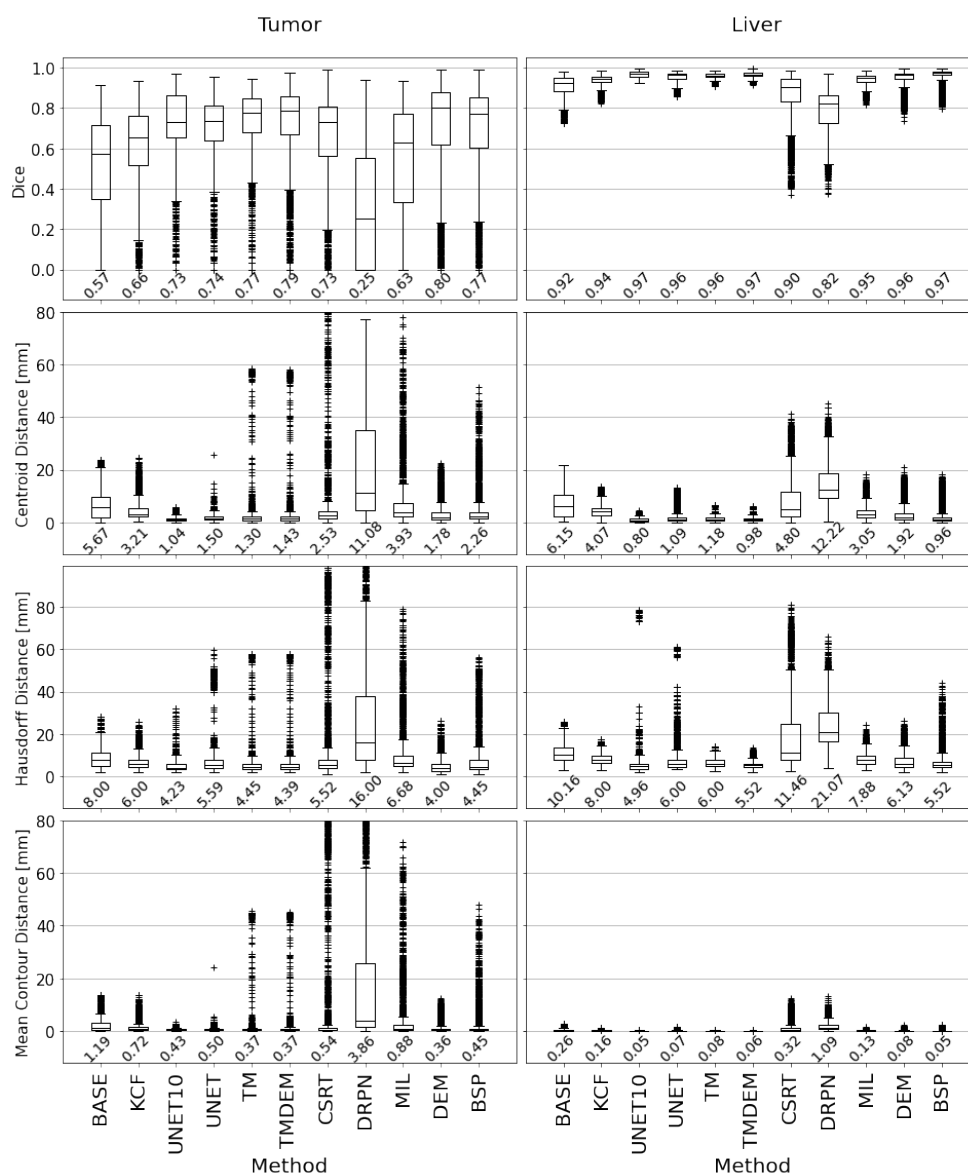 Tumor Liver
1.0
0.8
0.6
0.4
0.2
0.0
Dice
0.57 0.66 0.73 0.74 0.77 0.79 0.73 0.25 0.63 0.80 0.77
0.92 0.94 0.97 0.96 0.96 0.97 0.90 0.82 0.95 0.96 0.97
80
60
40
20
0
Centroid Distance [mm]
5.67 3.21 1.04 1.50 1.30 1.43 2.53 11.08 3.93 1.78 2.26
6.15 4.07 0.80 1.09 1.18 0.98 4.80 12.22 3.05 1.92 0.96
80
60
40
20
0
Hausdorff Distance [mm]
8.00 6.00 4.23 5.59 4.45 4.39 5.52 16.00 6.68 4.00 4.45
10.16 8.00 4.96 6.00 6.00 5.52 11.46 21.07 7.88 6.13 5.52
80
60
40
20
0
Mean Contour Distance [mm]
1.19 0.72 0.43 0.50 0.37 0.37 0.54 3.86 0.88 0.36 0.45
0.26 0.16 0.05 0.07 0.08 0.06 0.32 1.09 0.13 0.08 0.05
BASE KCF UNET10 UNET TM TMDEM CSRT DRPN MIL DEM BSP
BASE KCF UNET10 UNET TM TMDEM CSRT DRPN MIL DEM BSP
Method Method